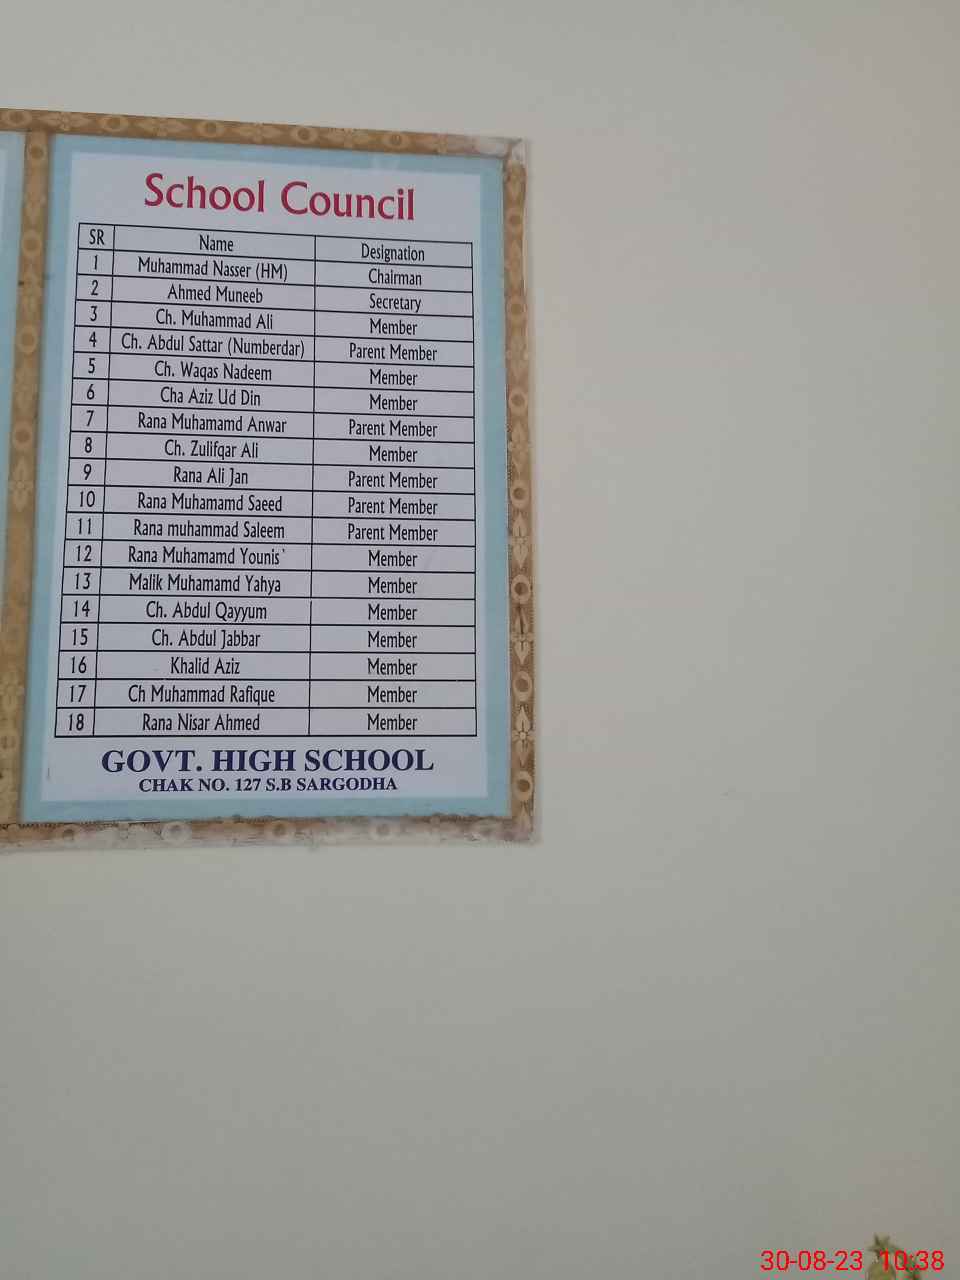 School Council
SR Name Designation
1 Muhammad Nasser (HM) Chairman
2 Ahmed Muneeb Secretary
3 Ch. Muhammad Ali Member
4 Ch. Abdul Sattar (Numberdar) Parent Member
5 Ch. Waqas Nadeem Member
6 Cha Aziz Ud Din Member
7 Rana Muhamamd Anwar Parent Member
8 Ch. Zulifqar Ali Member
9 Rana Ali Jan Parent Member
10 Rana Muhamamd Saeed Parent Member
11 Rana muhammad Saleem Parent Member
12 Rana Muhamamd Younis` Member
13 Malik Muhamamd Yahya Member
14 Ch. Abdul Qayyum Member
15 Ch. Abdul Jabbar Member
16 Khalid Aziz Member
17 Ch Muhammad Rafique Member
18 Rana Nisar Ahmed Member
GOVT. HIGH SCHOOL
CHAK NO. 127 S.B SARGODHA
30-08-23 10:38